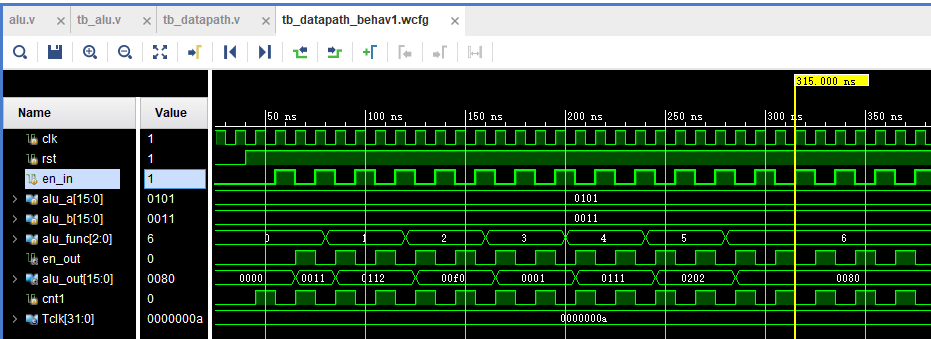 alu.v × tb_alu.v × tb_datapath.v × tb_datapath_behav1.wcfg ×
315.000 ns
Name Value
50 ns 100 ns 150 ns 200 ns 250 ns 300 ns 350 ns
clk 1
rst 1
en_in 1
alu_a[15:0] 0101 0101
alu_b[15:0] 0011 0011
alu_func[2:0] 6 0 1 2 3 4 5 6
en_out 0
alu_out[15:0] 0080 0000 0011 0112 00f0 0001 0111 0202 0080
cnt1 0
Tclk[31:0] 0000000a 0000000a